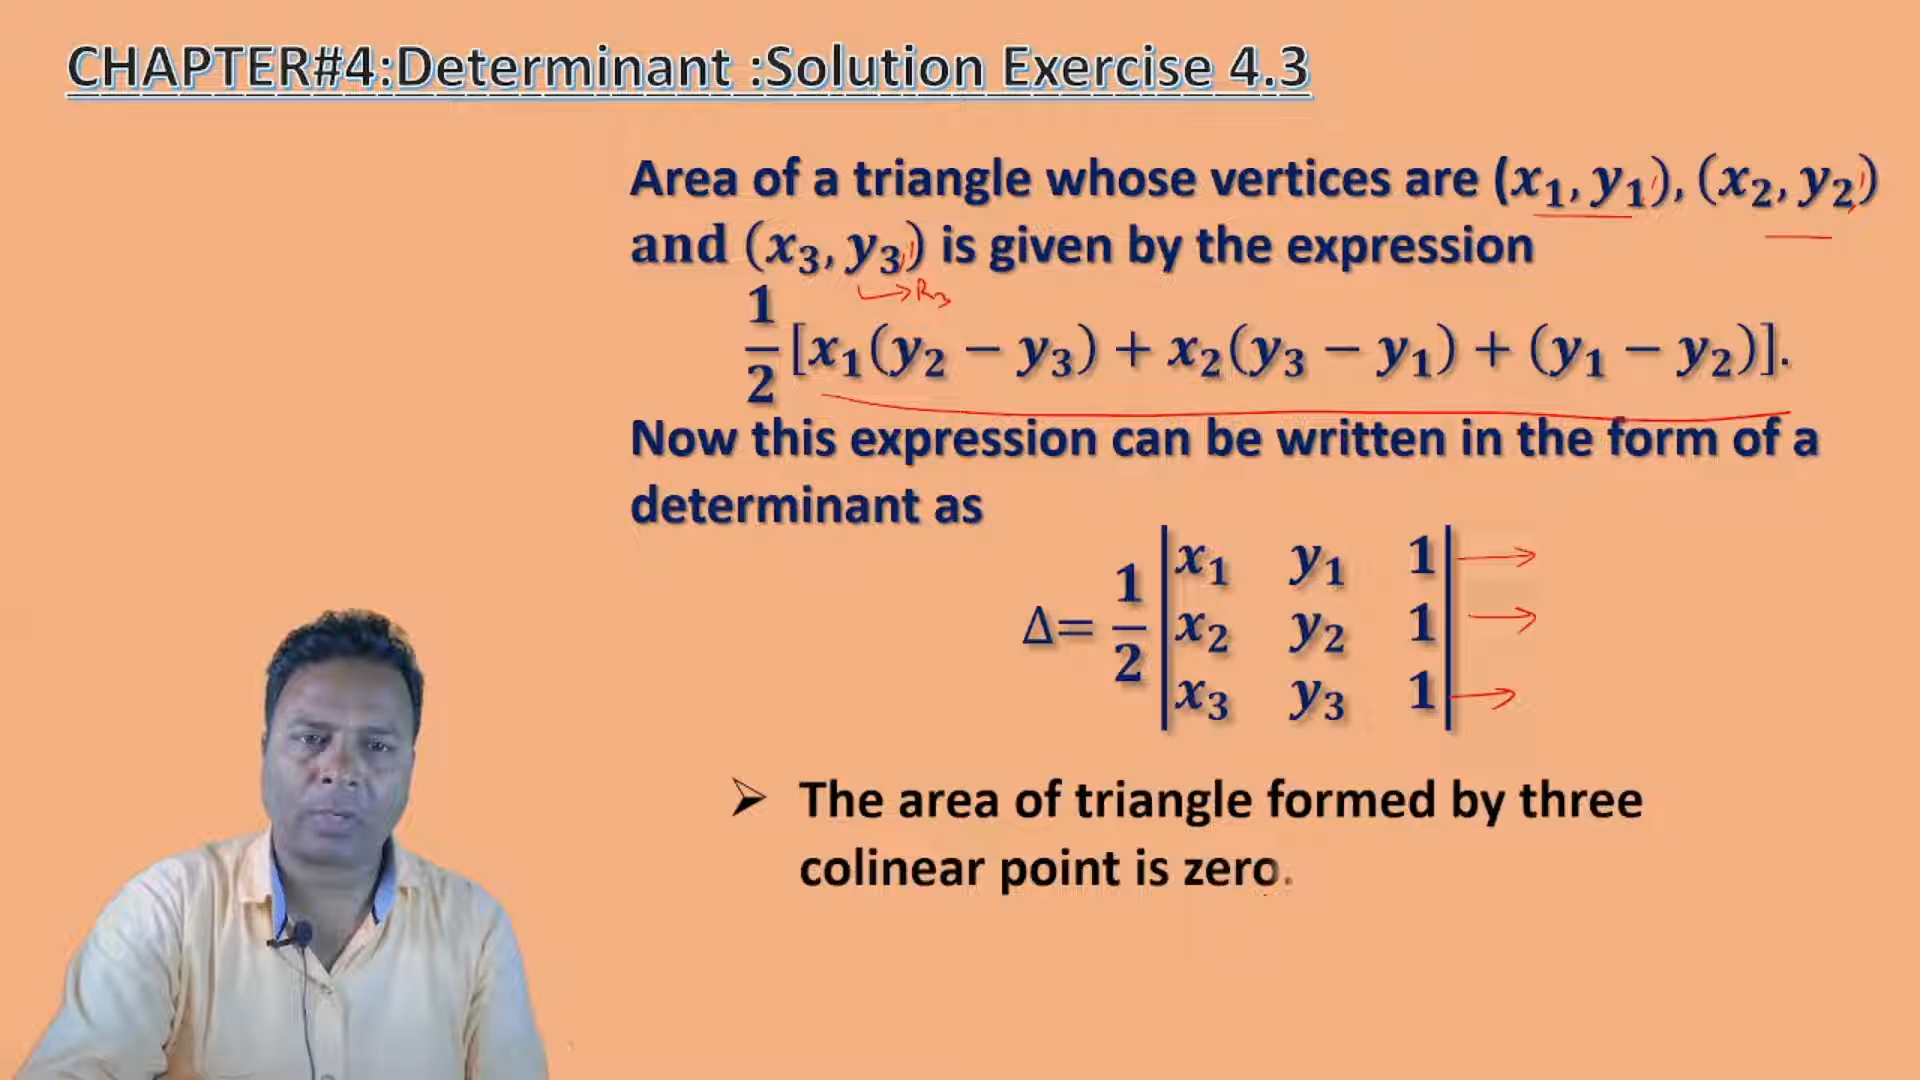 CHAPTER#4:Determinant :Solution Exercise 4.3
Area of a triangle whose vertices are (x₁, y₁), (x₂, y₂)
and (x₃, y₃) is given by the expression
→R₃
1/2 [x₁(y₂ − y₃) + x₂(y₃ − y₁) + (y₁ − y₂)].
Now this expression can be written in the form of a
determinant as
Δ= 1/2 |x₁ y₁ 1|
|x₂ y₂ 1|
|x₃ y₃ 1|
➢ The area of triangle formed by three
colinear point is zero.